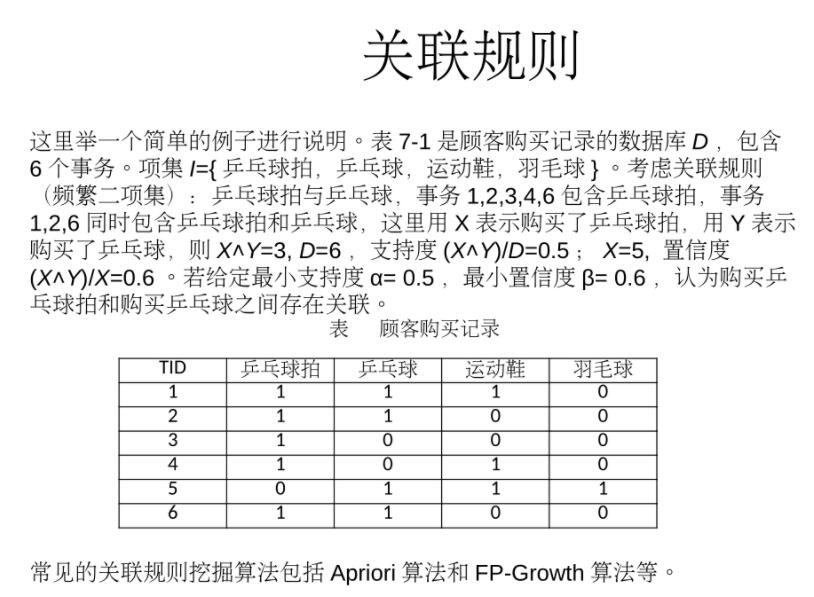 关联规则
这里举一个简单的例子进行说明。表 7-1 是顾客购买记录的数据库 D ，包含
6 个事务。项集 I={ 乒乓球拍，乒乓球，运动鞋，羽毛球 } 。考虑关联规则
（频繁二项集）：乒乓球拍与乒乓球，事务 1,2,3,4,6 包含乒乓球拍，事务
1,2,6 同时包含乒乓球拍和乒乓球，这里用 X 表示购买了乒乓球拍，用 Y 表示
购买了乒乓球，则 X∧Y=3, D=6 ，支持度 (X∧Y)/D=0.5 ； X=5, 置信度
(X∧Y)/X=0.6 。若给定最小支持度 α= 0.5 ，最小置信度 β= 0.6 ，认为购买乒
乓球拍和购买乒乓球之间存在关联。
表 顾客购买记录
TID 乒乓球拍 乒乓球 运动鞋 羽毛球
1 1 1 1 0
2 1 1 0 0
3 1 0 0 0
4 1 0 1 0
5 0 1 1 1
6 1 1 0 0
常见的关联规则挖掘算法包括 Apriori 算法和 FP-Growth 算法等。